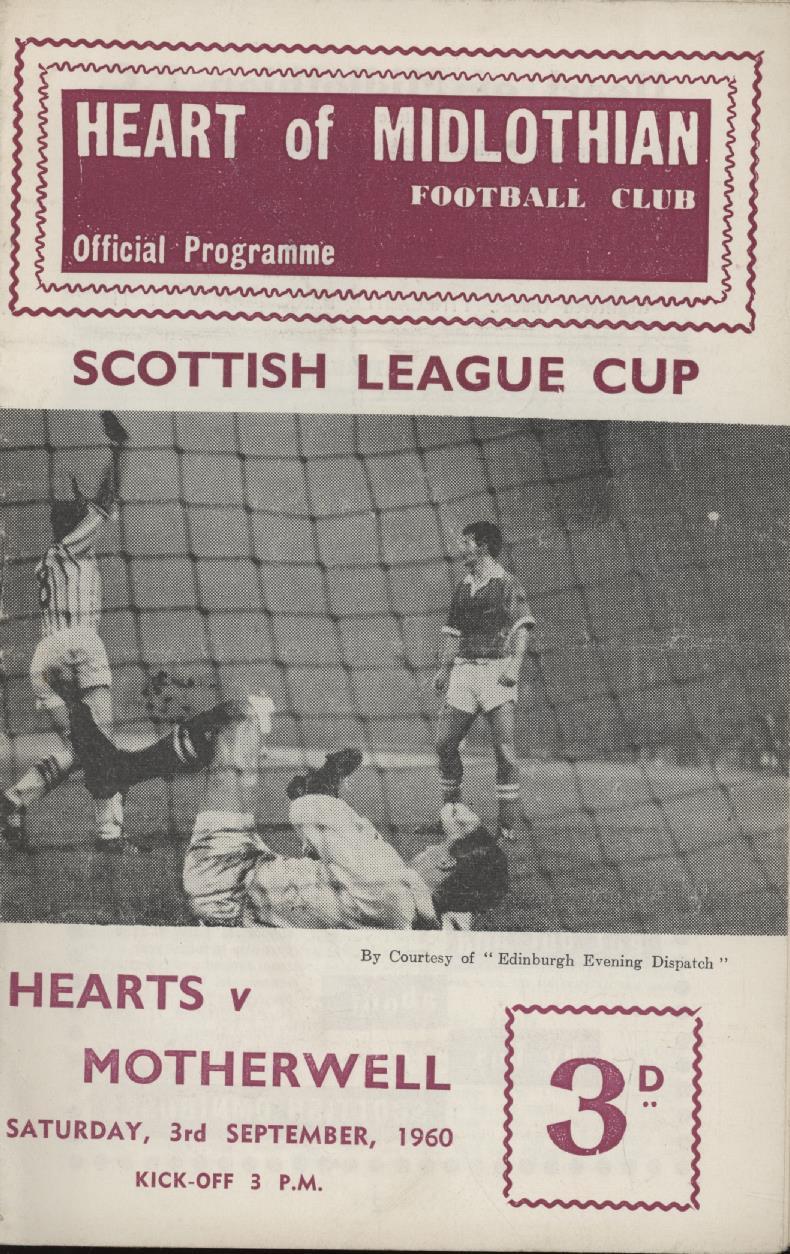 HEART of MIDLOTHIAN
FOOTBALL CLUB
Official Programme
SCOTTISH LEAGUE CUP
By Courtesy of "Edinburgh Evening Dispatch"
HEARTS v
MOTHERWELL
SATURDAY, 3rd SEPTEMBER, 1960
KICK-OFF 3 P.M.
3D